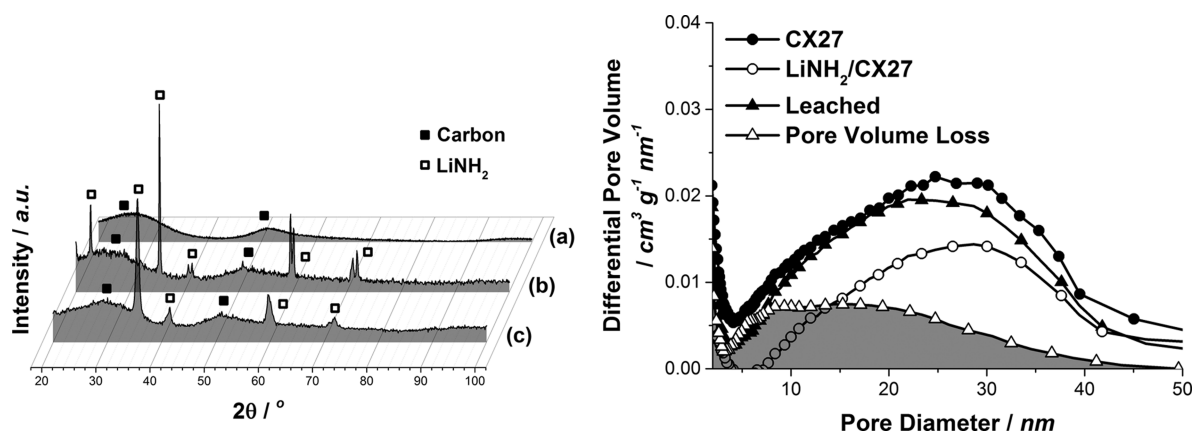 Intensity / a.u.
Carbon
LiNH2
(a)
(b)
(c)
20 30 40 50 60 70 80 90 100
2θ / °
Differential Pore Volume
/ cm³ g⁻¹ nm⁻¹
0.04
0.03
0.02
0.01
0.00
CX27
LiNH2/CX27
Leached
Pore Volume Loss
10 20 30 40 50
Pore Diameter / nm